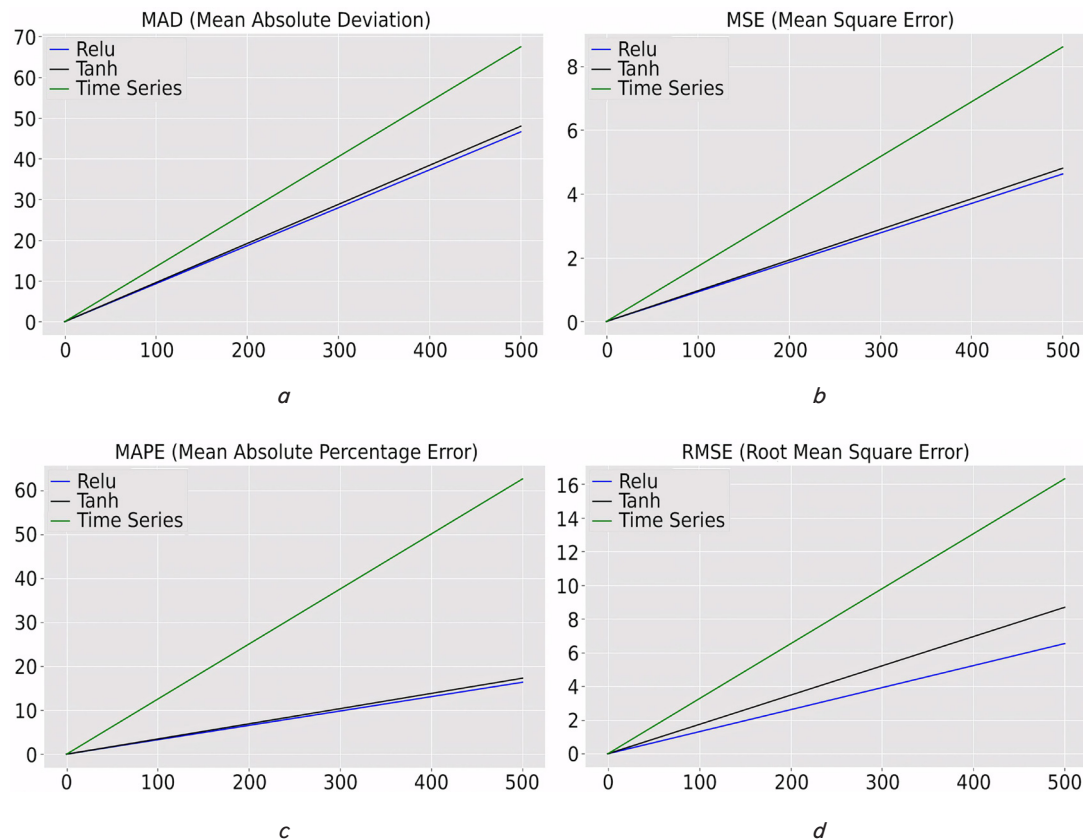 MAD (Mean Absolute Deviation)
70
60
50
40
30
20
10
0
Relu
Tanh
Time Series
0 100 200 300 400 500
a
MSE (Mean Square Error)
8
6
4
2
0
Relu
Tanh
Time Series
0 100 200 300 400 500
b
MAPE (Mean Absolute Percentage Error)
60
50
40
30
20
10
0
Relu
Tanh
Time Series
0 100 200 300 400 500
c
RMSE (Root Mean Square Error)
16
14
12
10
8
6
4
2
0
Relu
Tanh
Time Series
0 100 200 300 400 500
d